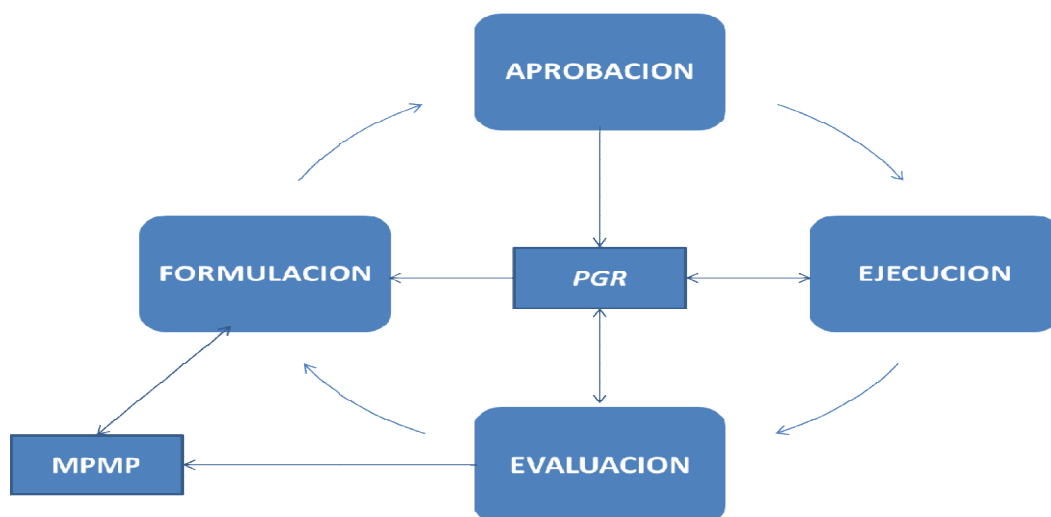 APROBACION
FORMULACION
PGR
EJECUCION
MPMP
EVALUACION